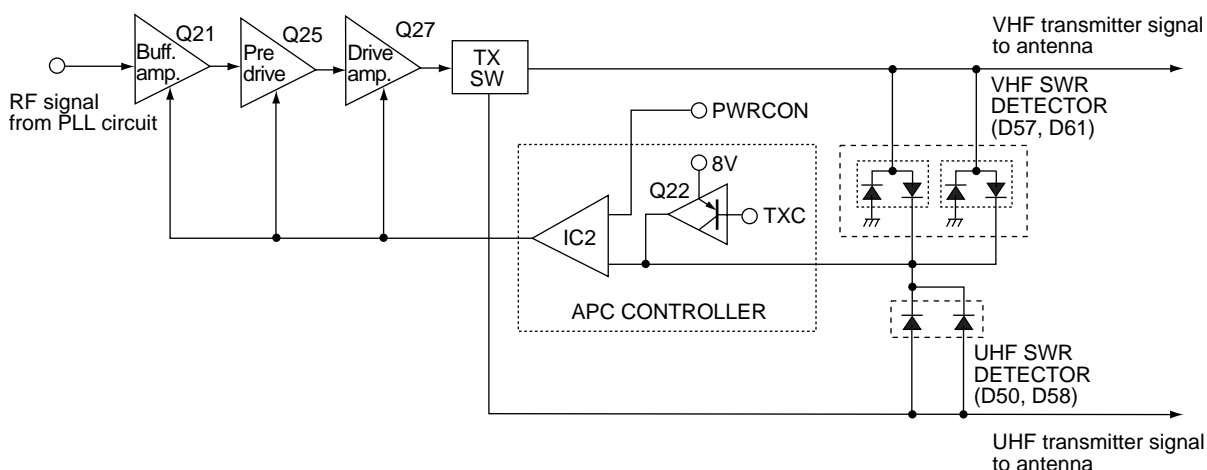 Buff.
amp.
Q21
Pre
drive
Q25
Drive
amp.
Q27
TX
SW
VHF transmitter signal
to antenna
RF signal
from PLL circuit
PWRCON
VHF SWR
DETECTOR
(D57, D61)
8V
Q22
TXC
IC2
APC CONTROLLER
UHF SWR
DETECTOR
(D50, D58)
UHF transmitter signal
to antenna